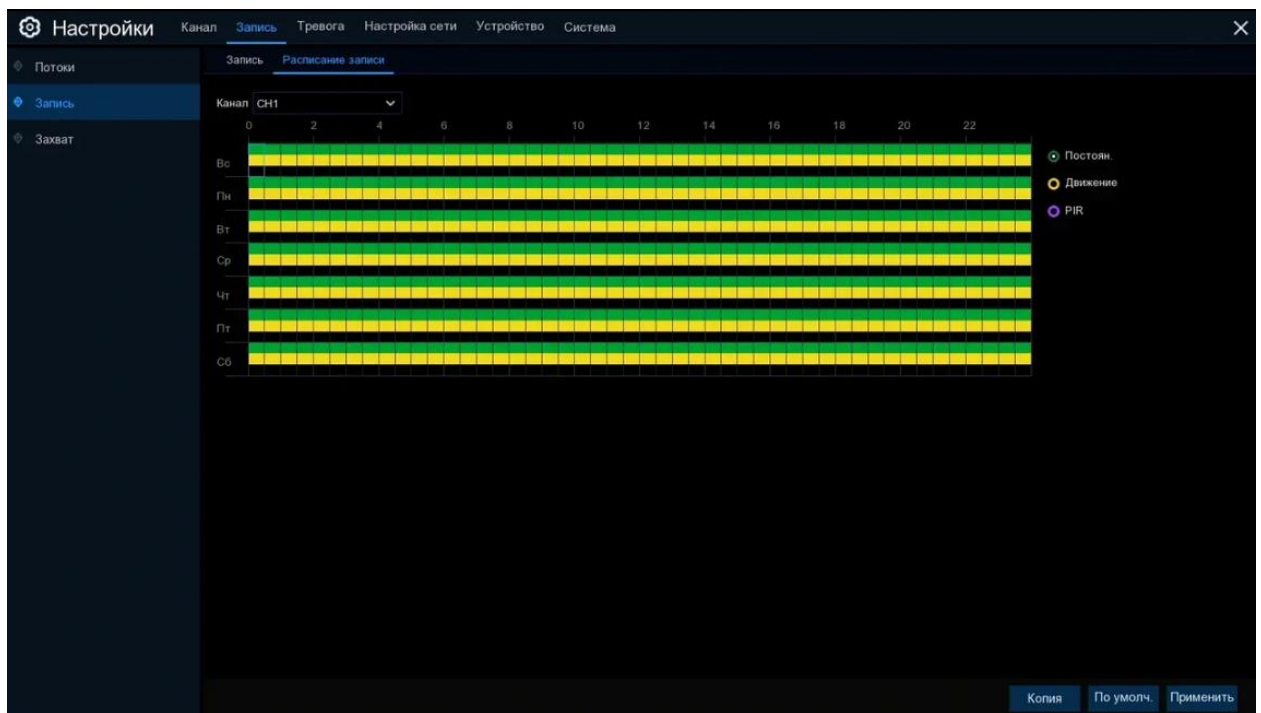 Настройки Канал Запись Тревога Настройка сети Устройство Система
Потоки Запись Расписание записи
Запись Канал CH1
Захват 0 2 4 6 8 10 12 14 16 18 20 22
Вс Постоян.
Движение
Пн PIR
Вт
Ср
Чт
Пт
Сб
Копия По умолч. Применить